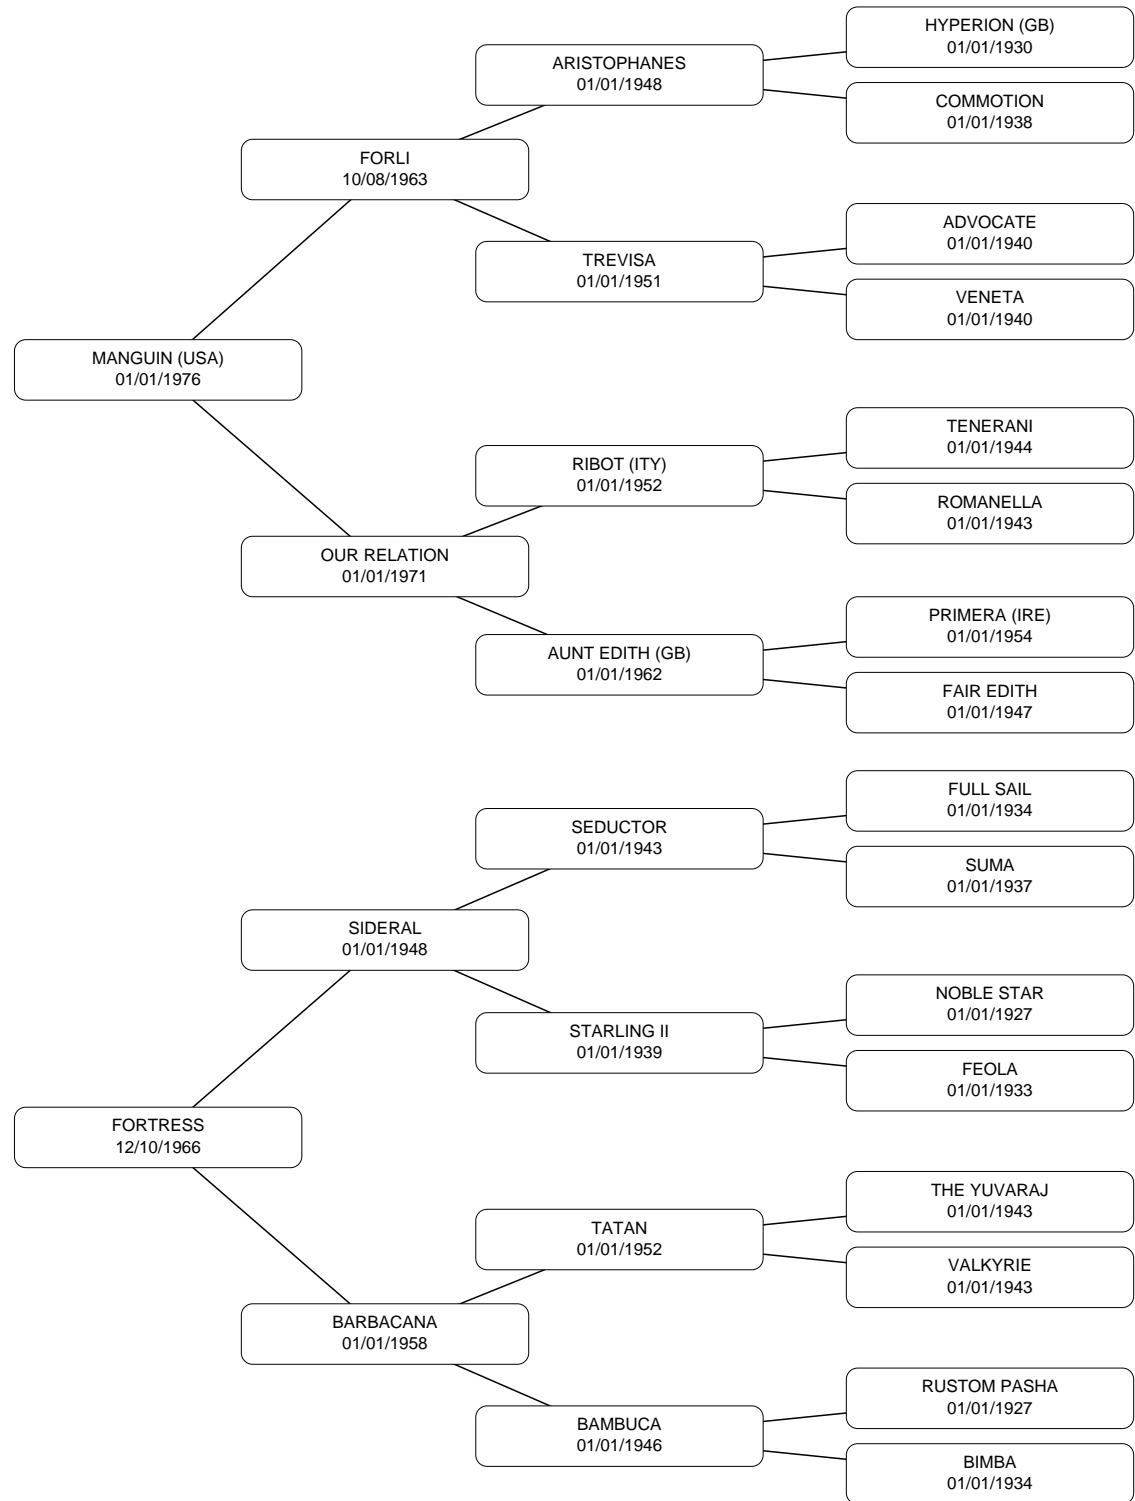 HYPERION (GB)
01/01/1930
ARISTOPHANES
01/01/1948
COMMOTION
01/01/1938
FORLI
10/08/1963
ADVOCATE
01/01/1940
TREVISA
01/01/1951
VENETA
01/01/1940
MANGUIN (USA)
01/01/1976
TENERANI
01/01/1944
RIBOT (ITY)
01/01/1952
ROMANELLA
01/01/1943
OUR RELATION
01/01/1971
PRIMERA (IRE)
01/01/1954
AUNT EDITH (GB)
01/01/1962
FAIR EDITH
01/01/1947
FULL SAIL
01/01/1934
SEDUCTOR
01/01/1943
SUMA
01/01/1937
SIDERAL
01/01/1948
NOBLE STAR
01/01/1927
STARLING II
01/01/1939
FEOLA
01/01/1933
FORTRESS
12/10/1966
THE YUVARAJ
01/01/1943
TATAN
01/01/1952
VALKYRIE
01/01/1943
BARBACANA
01/01/1958
RUSTOM PASHA
01/01/1927
BAMBUCA
01/01/1946
BIMBA
01/01/1934